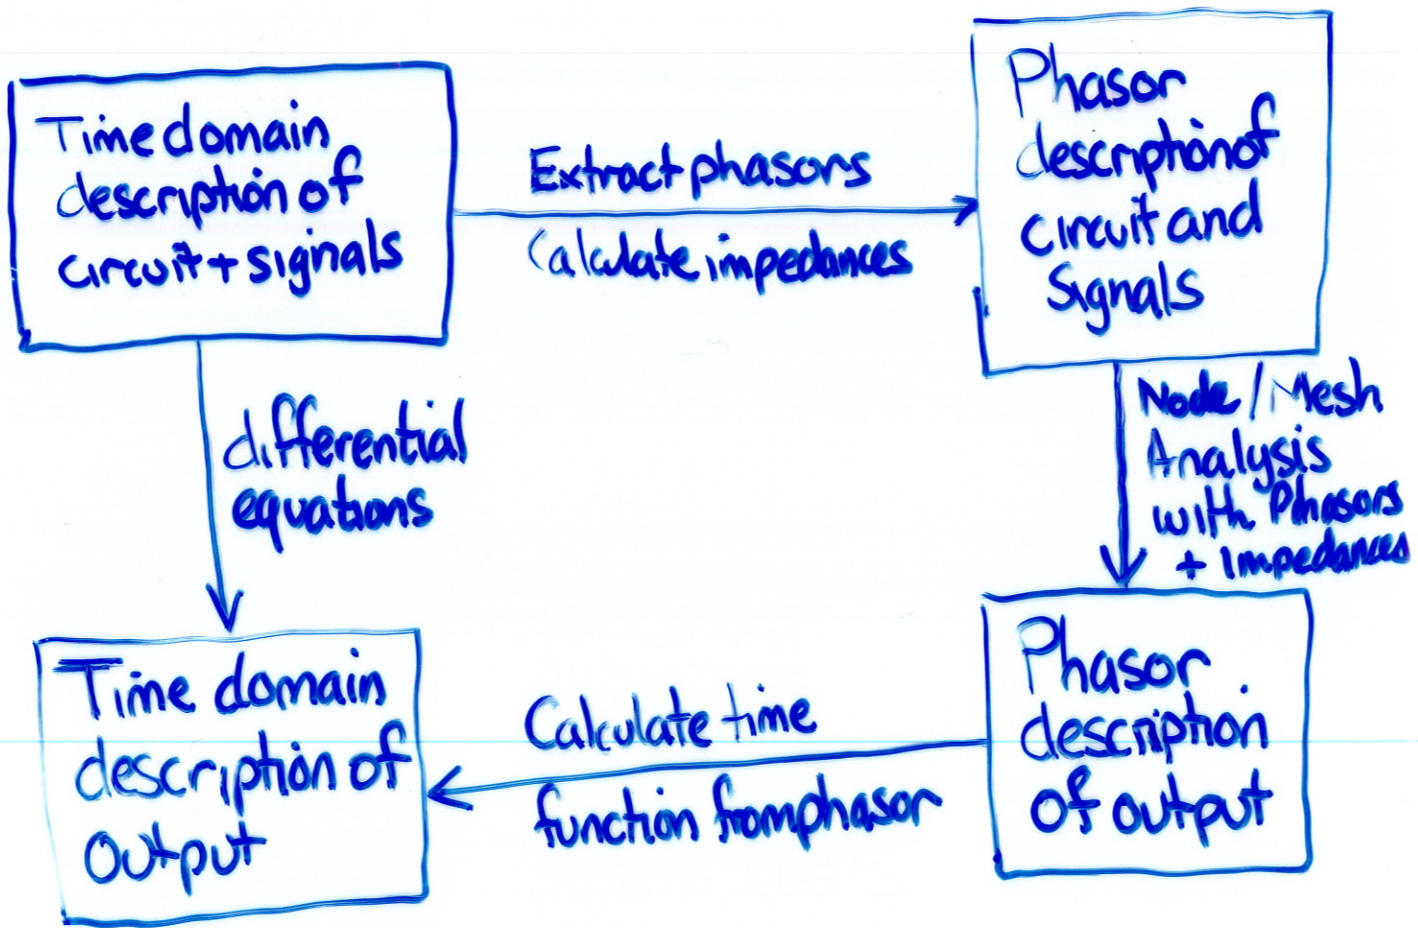 Time domain
description of
circuit + signals
Extract phasors
Calculate impedances
Phasor
description of
circuit and
Signals
differential
equations
Node / Mesh
Analysis
with Phasors
+ Impedances
Time domain
description of
Output
Calculate time
function from phasor
Phasor
description
of output